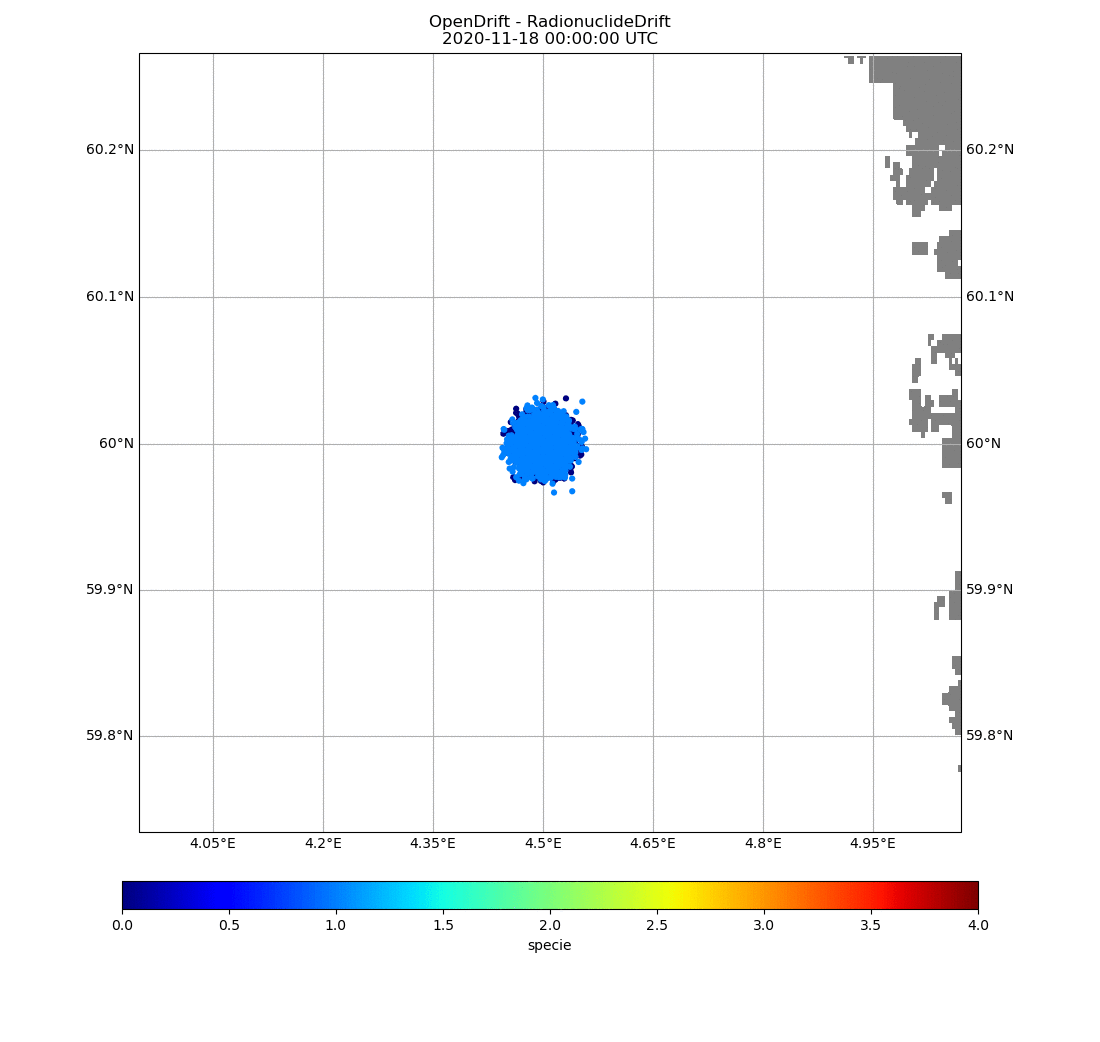 OpenDrift - RadionuclideDrift
2020-11-18 00:00:00 UTC
60.2°N 60.2°N
60.1°N 60.1°N
60°N 60°N
59.9°N 59.9°N
59.8°N 59.8°N
4.05°E 4.2°E 4.35°E 4.5°E 4.65°E 4.8°E 4.95°E
0.0 0.5 1.0 1.5 2.0 2.5 3.0 3.5 4.0
specie